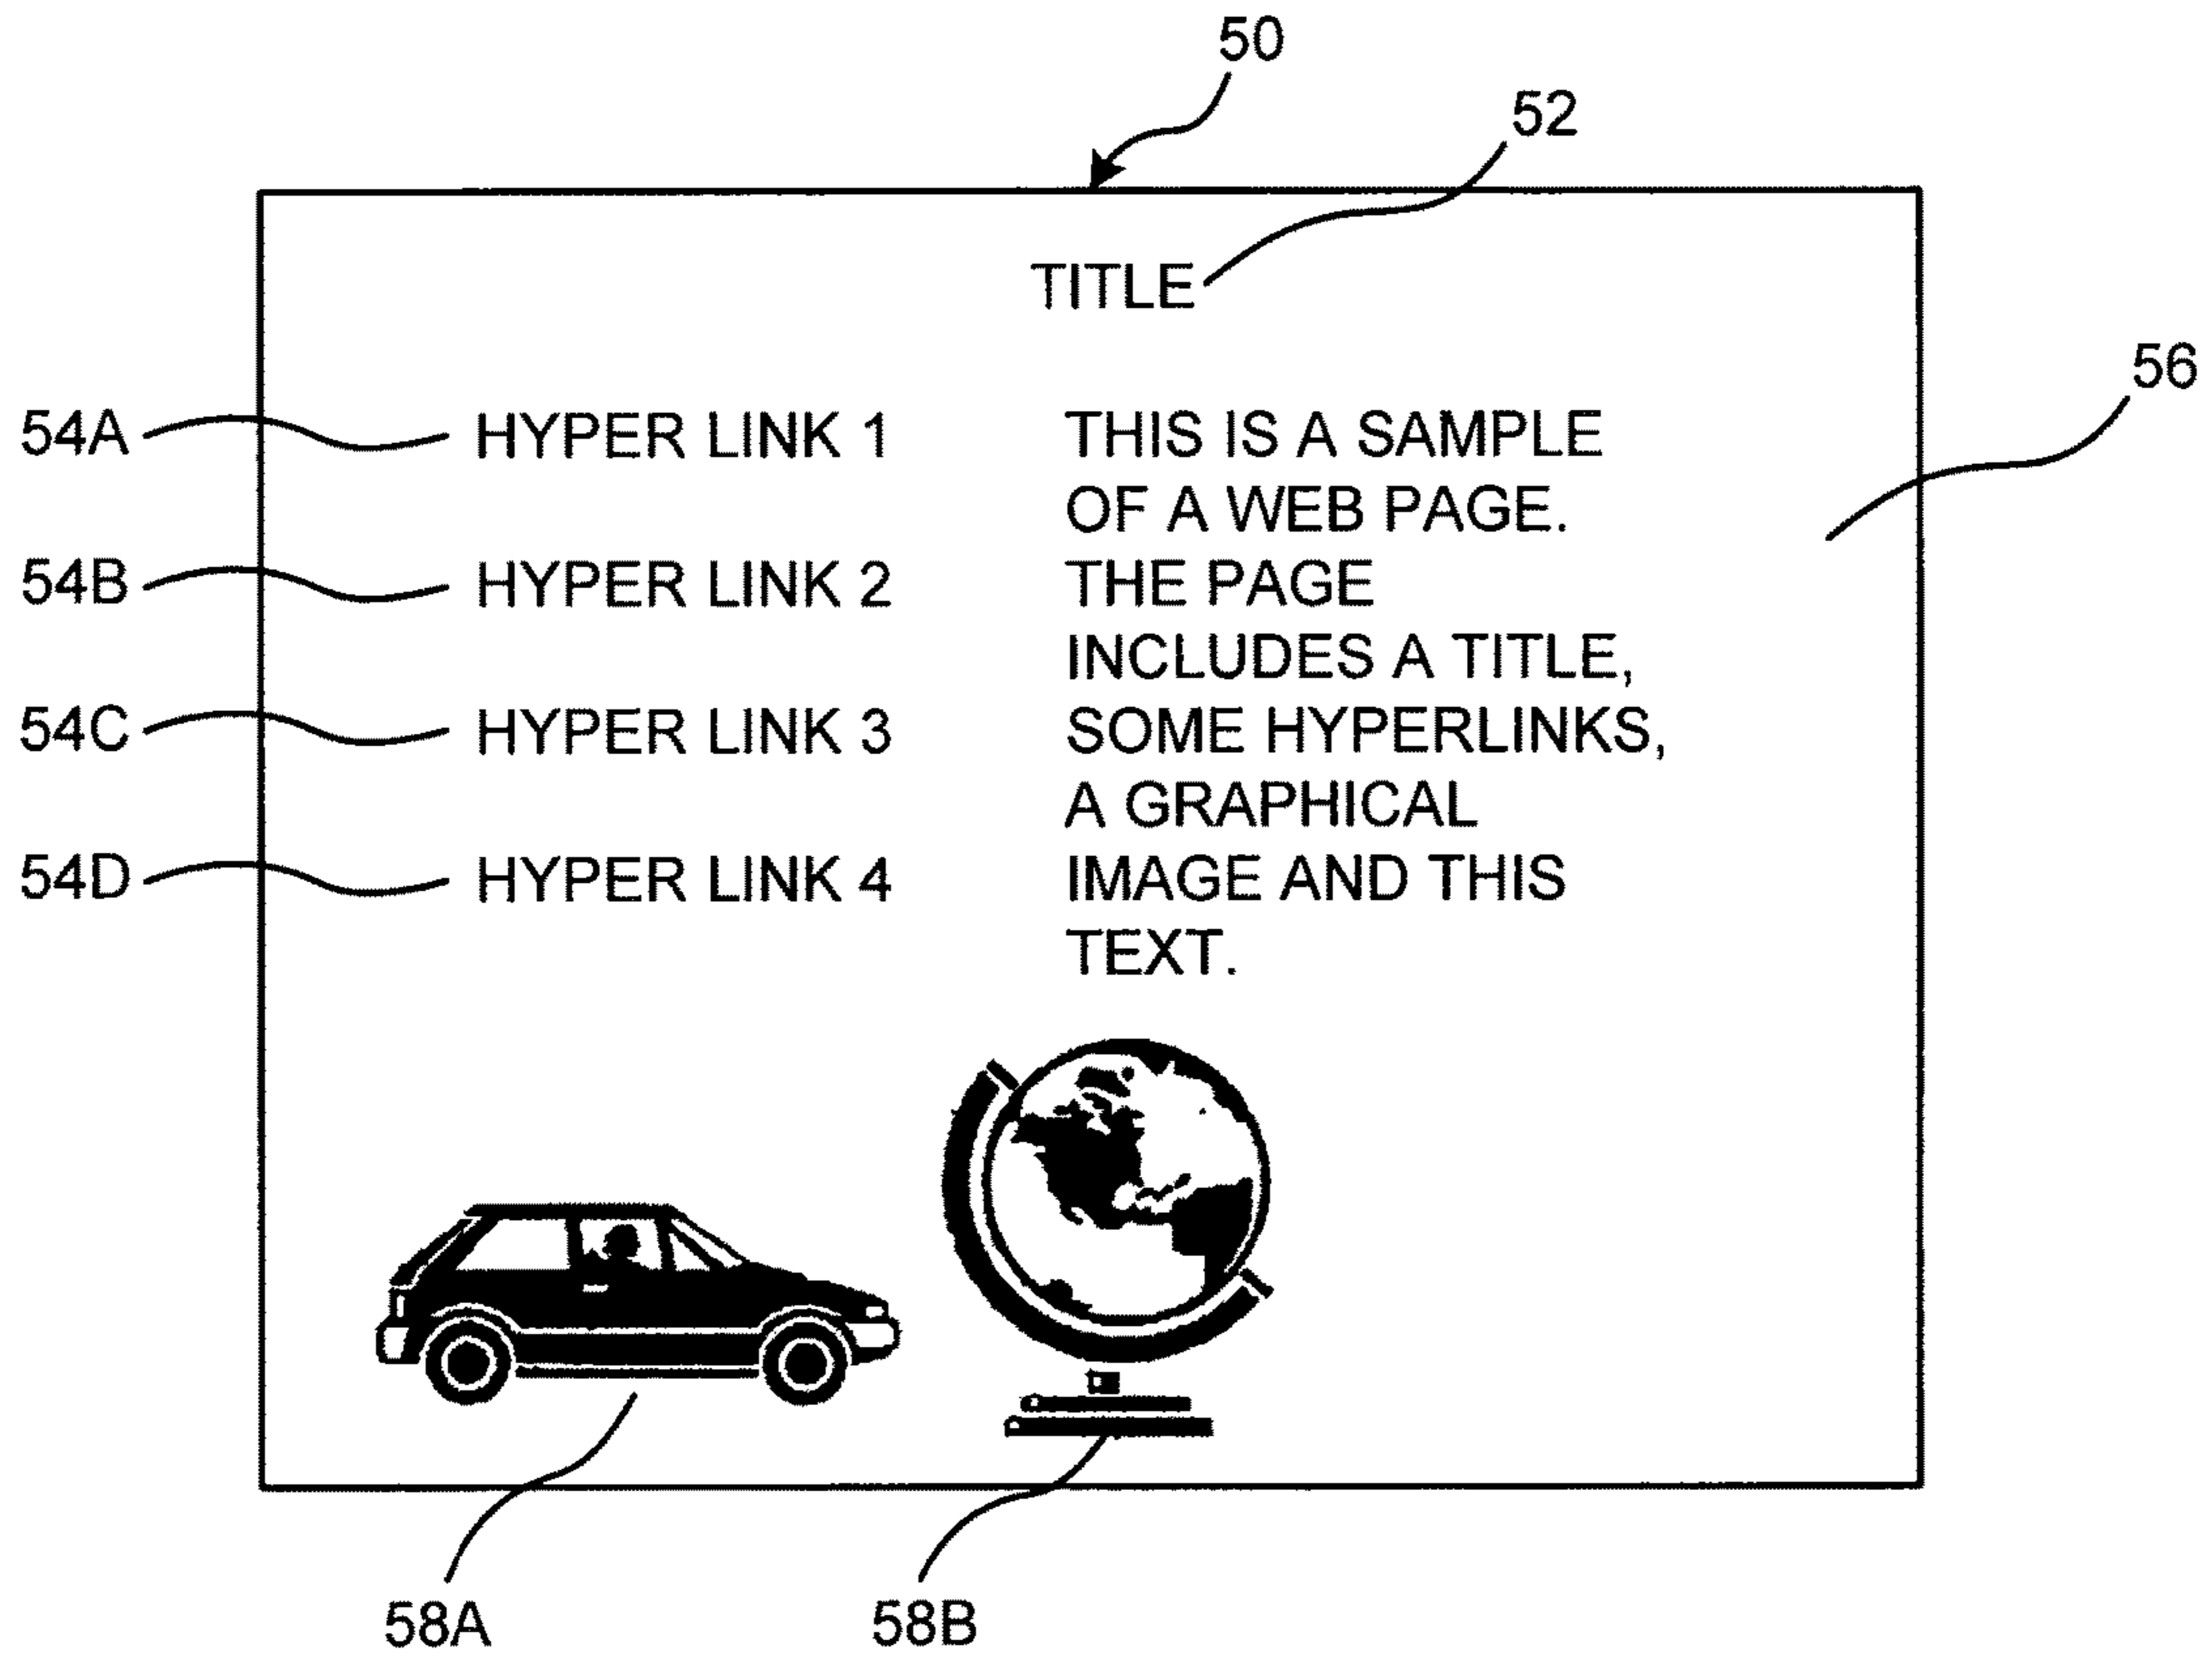 50
52
TITLE
56
54A HYPER LINK 1
54B HYPER LINK 2
54C HYPER LINK 3
54D HYPER LINK 4
THIS IS A SAMPLE
OF A WEB PAGE.
THE PAGE
INCLUDES A TITLE,
SOME HYPERLINKS,
A GRAPHICAL
IMAGE AND THIS
TEXT.
58A
58B